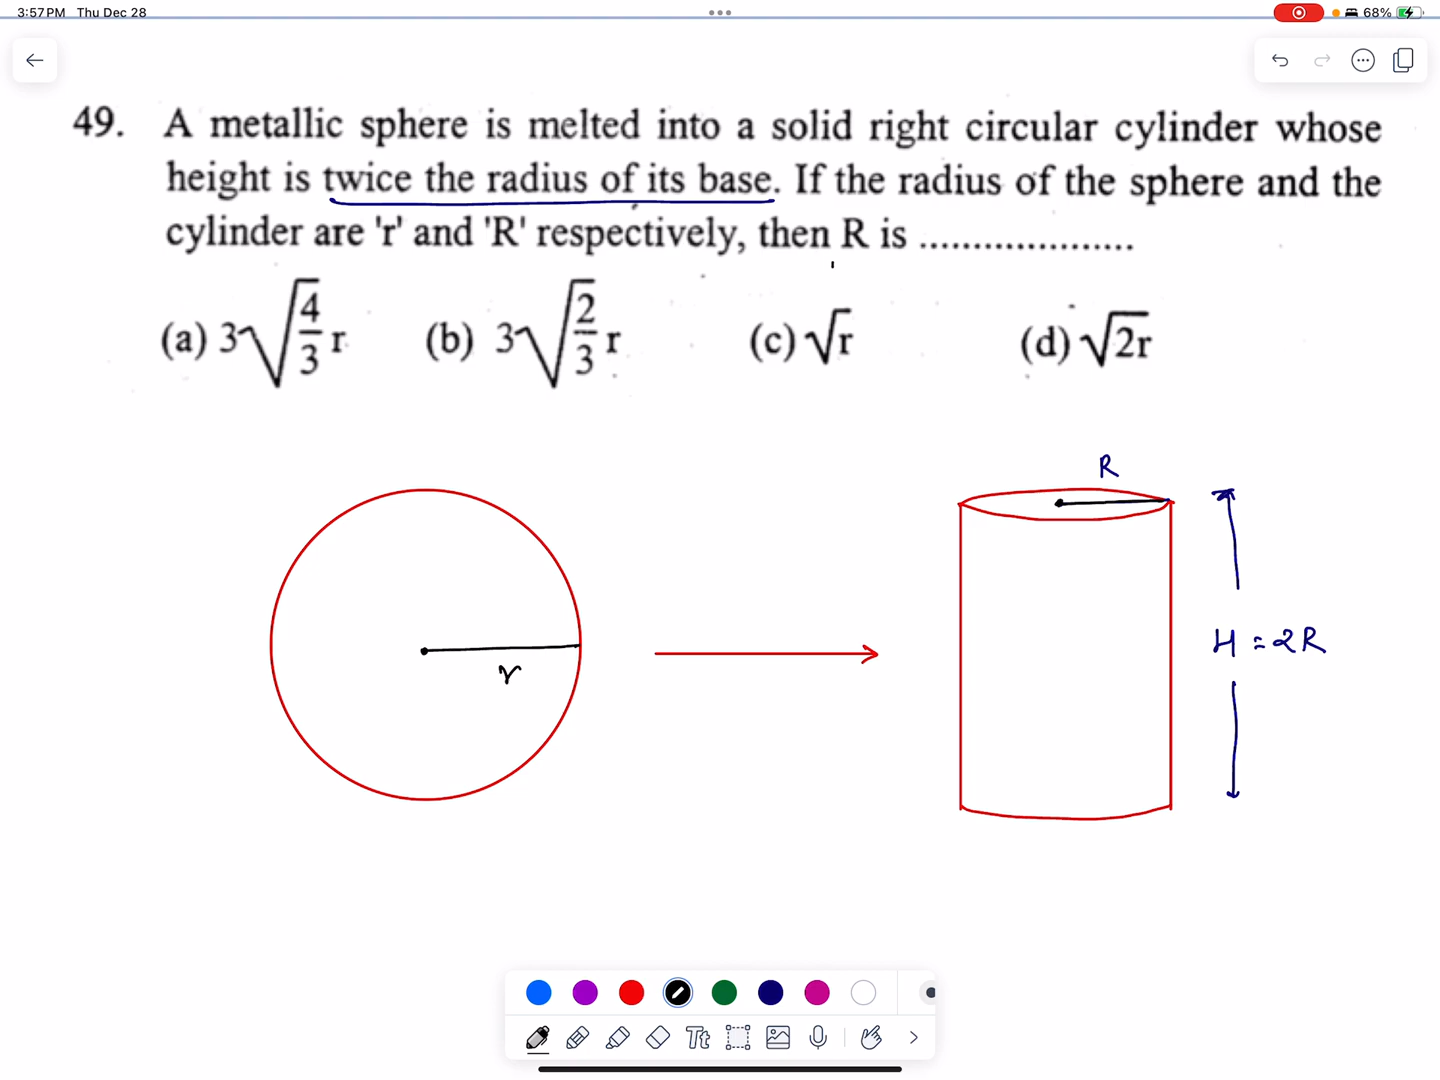 3:57 PM Thu Dec 28
68%
49. A metallic sphere is melted into a solid right circular cylinder whose
height is twice the radius of its base. If the radius of the sphere and the
cylinder are 'r' and 'R' respectively, then R is ....................
(a) 3√4/3 r (b) 3√2/3 r (c) √r (d) √2r
R
r
H = 2R
Tt